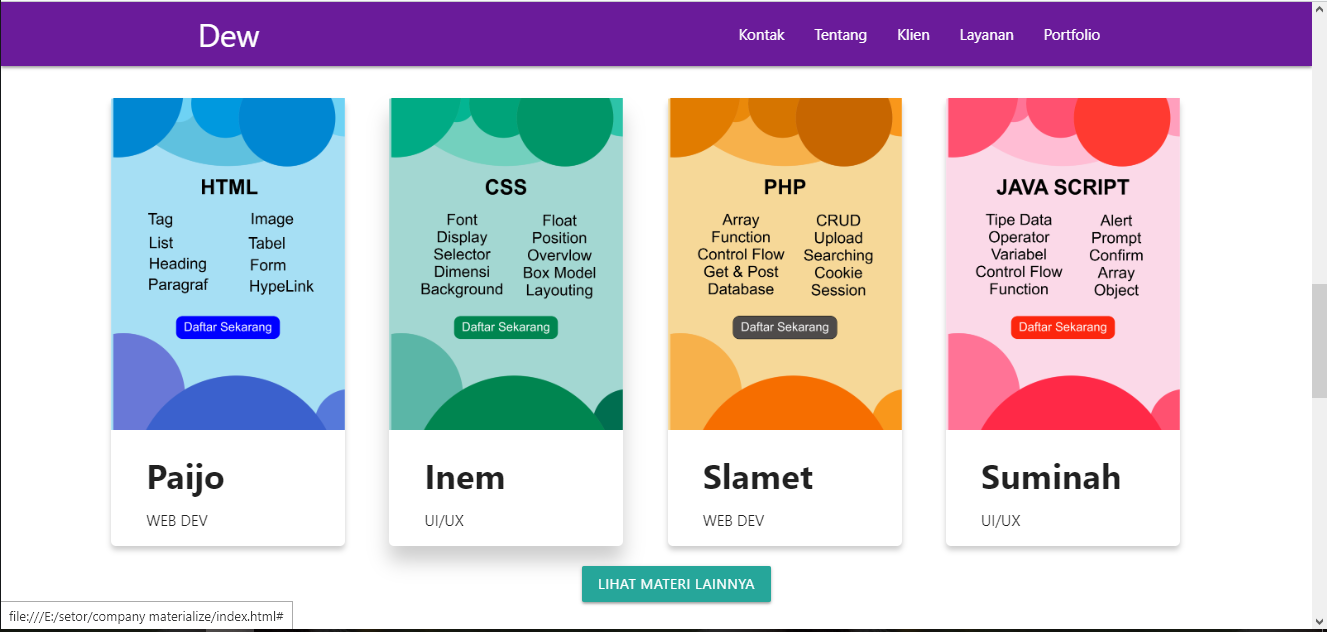 Dew
Kontak
Tentang
Klien
Layanan
Portfolio
HTML
Tag
Image
List
Tabel
Heading
Form
Paragraf
HypeLink
Daftar Sekarang
Paijo
WEB DEV
CSS
Font
Display
Selector
Dimensi
Background
Float
Position
Overvlow
Box Model
Layouting
Daftar Sekarang
Inem
UI/UX
PHP
Array
Function
Control Flow
Get & Post
Database
CRUD
Upload
Searching
Cookie
Session
Daftar Sekarang
Slamet
WEB DEV
JAVA SCRIPT
Tipe Data
Operator
Variabel
Control Flow
Function
Alert
Prompt
Confirm
Array
Object
Daftar Sekarang
Suminah
UI/UX
LIHAT MATERI LAINNYA
file:///E:/setor/company materialize/index.html#